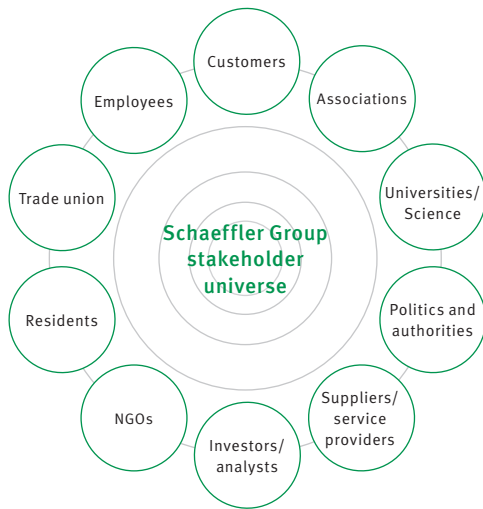 Customers
Associations
Universities/
Science
Politics and
authorities
Suppliers/
service
providers
Investors/
analysts
NGOs
Residents
Trade union
Employees
Schaeffler Group
stakeholder
universe